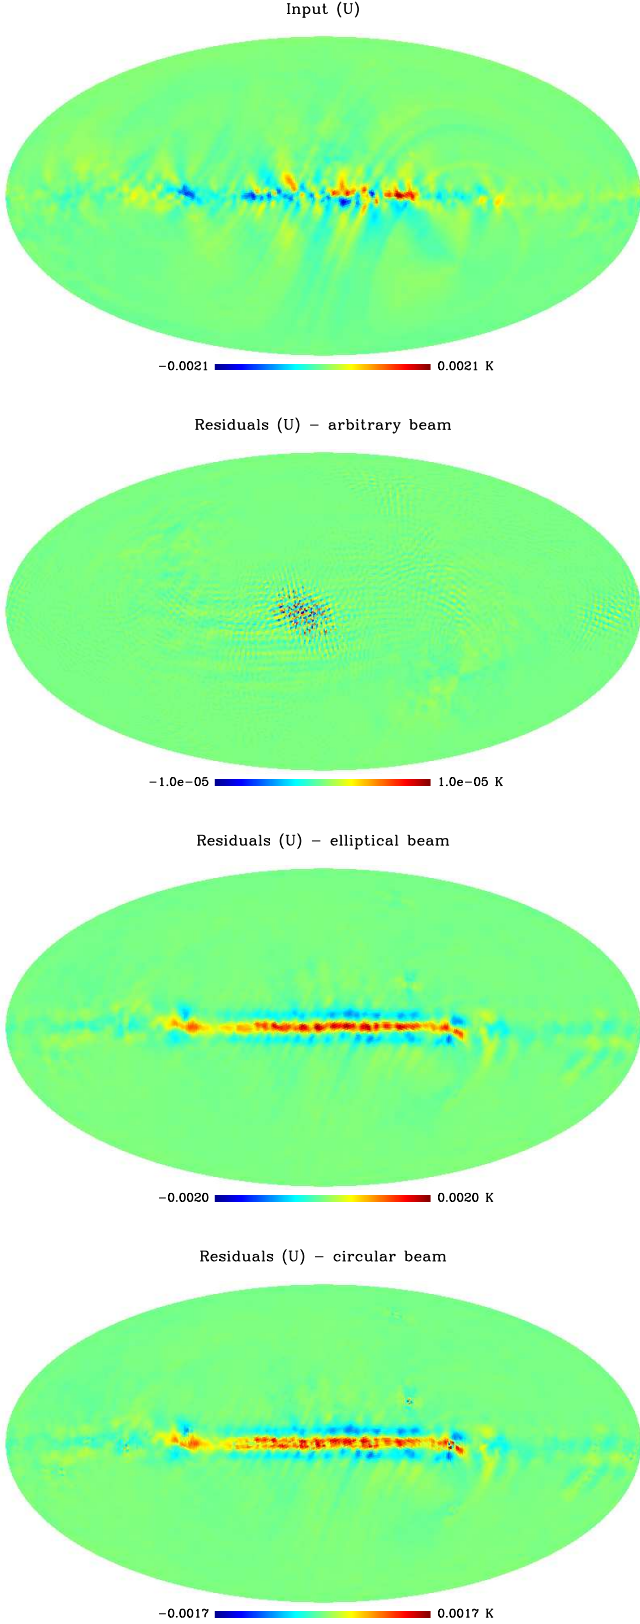 Input (U)
−0.0021 0.0021 K
Residuals (U) − arbitrary beam
−1.0e−05 1.0e−05 K
Residuals (U) − elliptical beam
−0.0020 0.0020 K
Residuals (U) − circular beam
−0.0017 0.0017 K